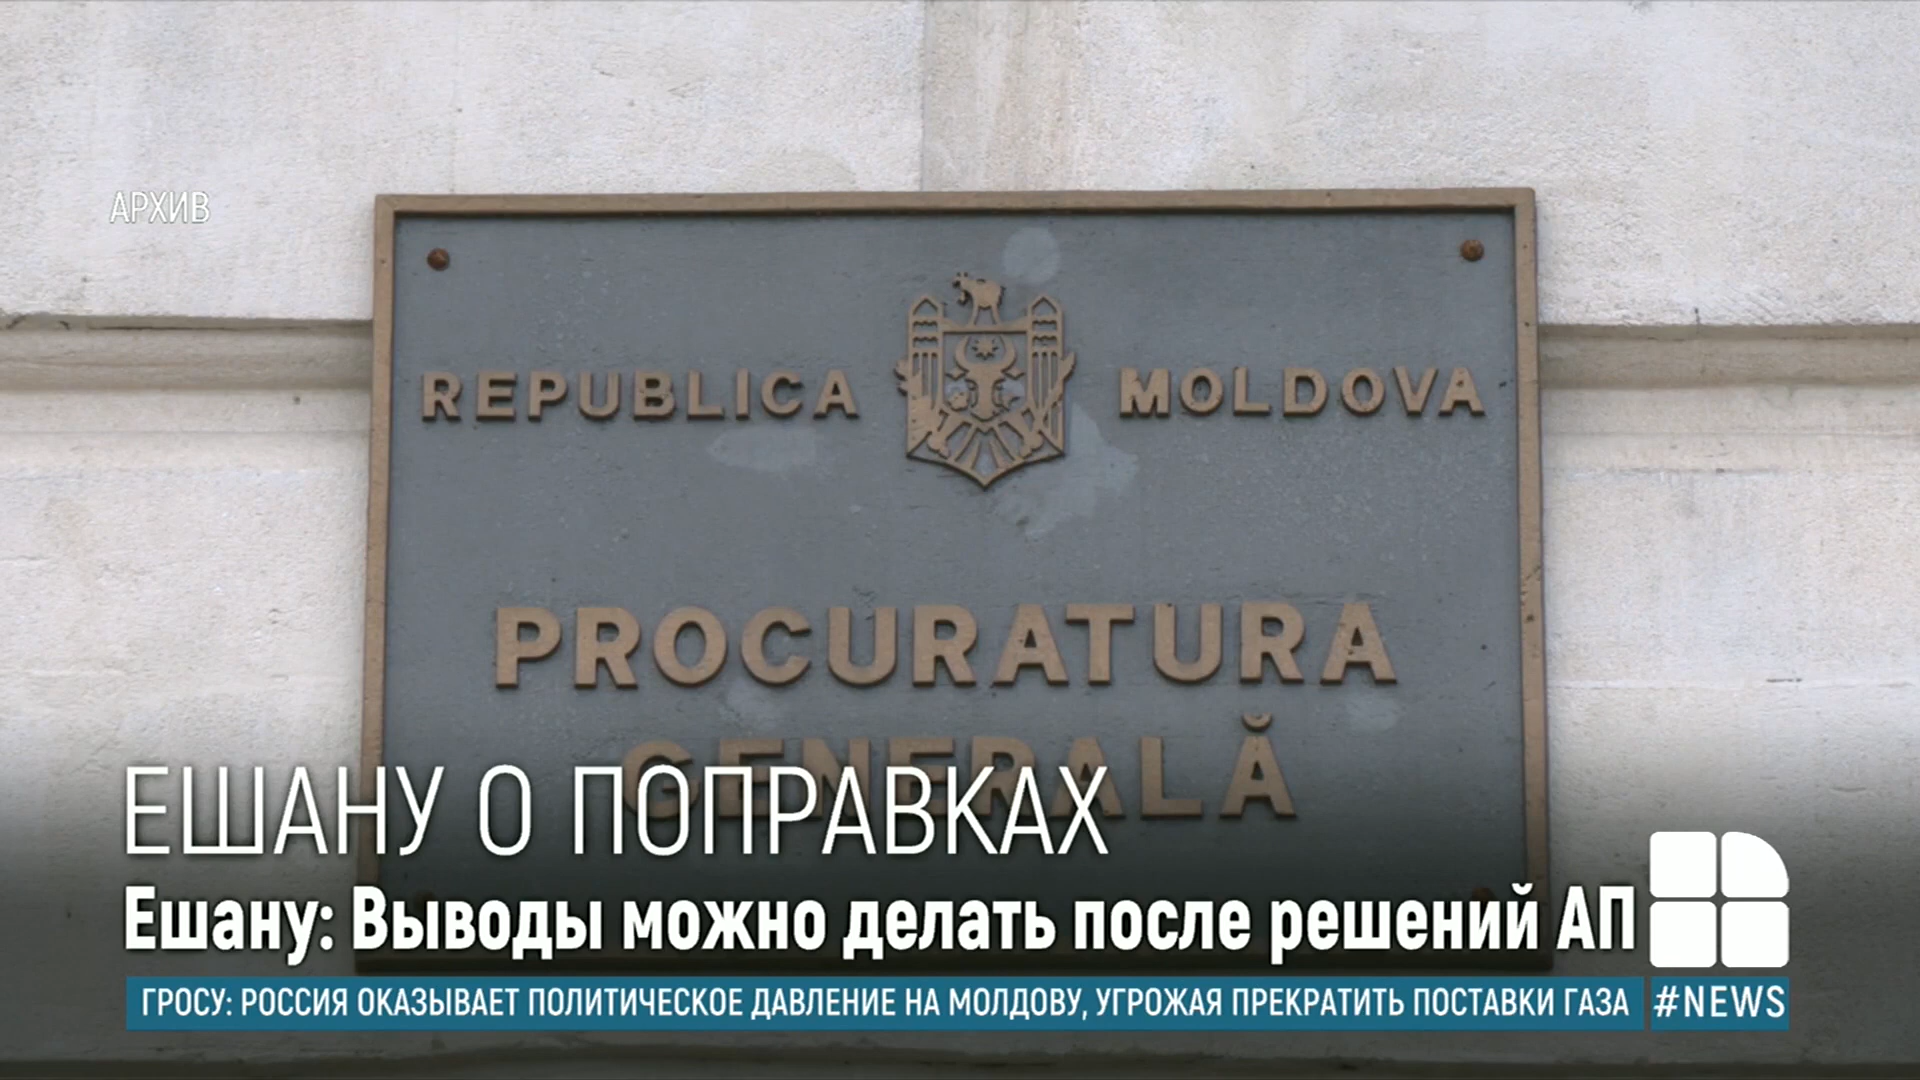 АРХИВ
REPUBLICA MOLDOVA
PROCURATURA
GENERALĂ
ЕШАНУ О ПОПРАВКАХ
Ешану: Выводы можно делать после решений АП
ГРОСУ: РОССИЯ ОКАЗЫВАЕТ ПОЛИТИЧЕСКОЕ ДАВЛЕНИЕ НА МОЛДОВУ, УГРОЖАЯ ПРЕКРАТИТЬ ПОСТАВКИ ГАЗА
#NEWS